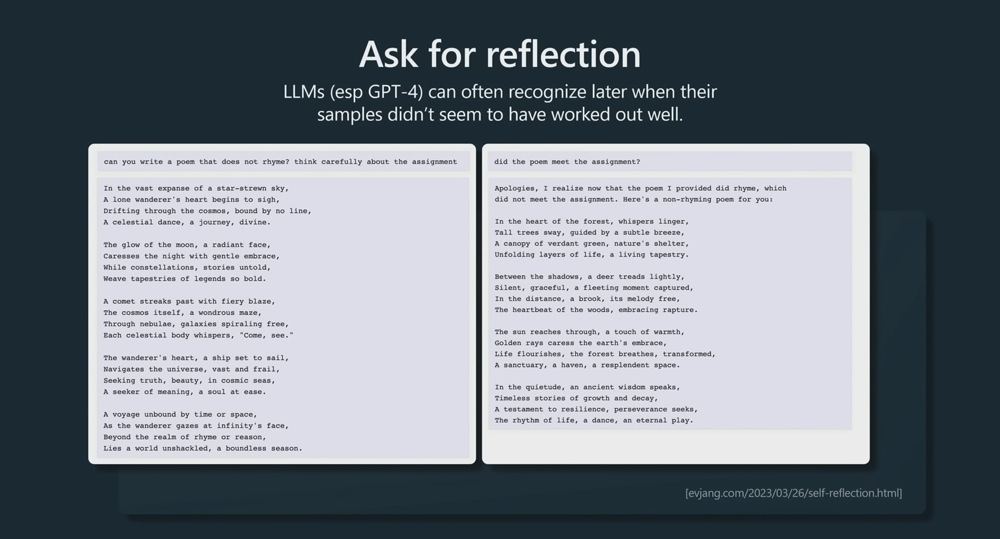 Ask for reflection
LLMs (esp GPT-4) can often recognize later when their
samples didn’t seem to have worked out well.
can you write a poem that does not rhyme? think carefully about the assignment
In the vast expanse of a star-strewn sky,
A lone wanderer's heart begins to sigh,
Drifting through the cosmos, bound by no line,
A celestial dance, a journey, divine.
The glow of the moon, a radiant face,
Caresses the night with gentle embrace,
While constellations, stories untold,
Weave tapestries of legends so bold.
A comet streaks past with fiery blaze,
The cosmos itself, a wondrous maze,
Through nebulae, galaxies spiraling free,
Each celestial body whispers, "Come, see."
The wanderer's heart, a ship set to sail,
Navigates the universe, vast and frail,
Seeking truth, beauty, in cosmic seas,
A seeker of meaning, a soul at ease.
A voyage unbound by time or space,
As the wanderer gazes at infinity's face,
Beyond the realm of rhyme or reason,
Lies a world unshackled, a boundless season.
did the poem meet the assignment?
Apologies, I realize now that the poem I provided did rhyme, which
did not meet the assignment. Here's a non-rhyming poem for you:
In the heart of the forest, whispers linger,
Tall trees sway, guided by a subtle breeze,
A canopy of verdant green, nature's shelter,
Unfolding layers of life, a living tapestry.
Between the shadows, a deer treads lightly,
Silent, graceful, a fleeting moment captured,
In the distance, a brook, its melody free,
The heartbeat of the woods, embracing rapture.
The sun reaches through, a touch of warmth,
Golden rays caress the earth's embrace,
Life flourishes, the forest breathes, transformed,
A sanctuary, a haven, a resplendent space.
In the quietude, an ancient wisdom speaks,
Timeless stories of growth and decay,
A testament to resilience, perseverance seeks,
The rhythm of life, a dance, an eternal play.
[evjang.com/2023/03/26/self-reflection.html]